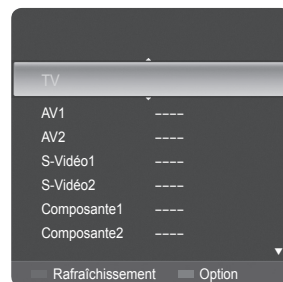 TV
AV1 ----
AV2 ----
S-Vidéo1 ----
S-Vidéo2 ----
Composante1 ----
Composante2 ----
Rafraîchissement Option